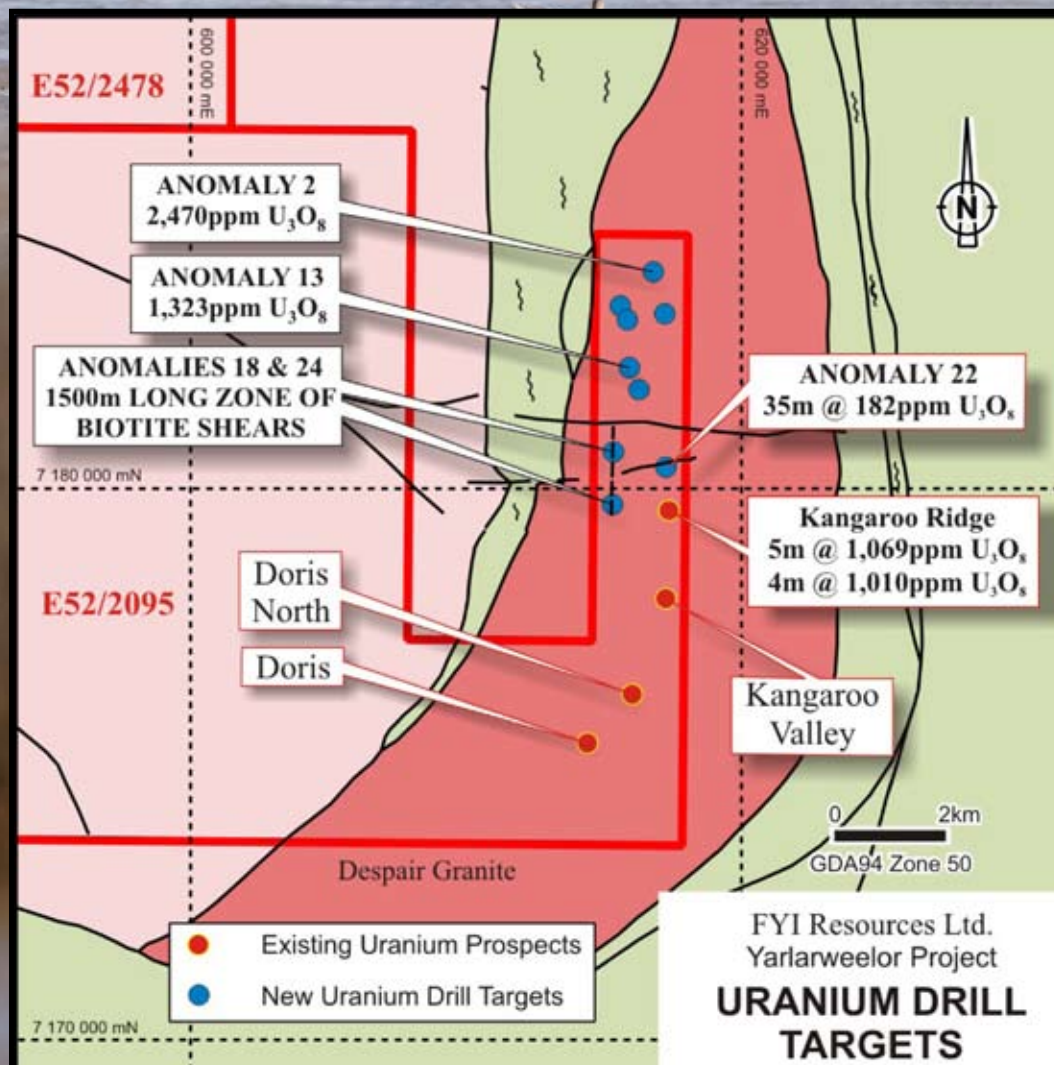 E52/2478
600 000 mE
620 000 mE
ANOMALY 2
2,470ppm U₃O₈
N
ANOMALY 13
1,323ppm U₃O₈
ANOMALIES 18 & 24
1500m LONG ZONE OF
BIOTITE SHEARS
ANOMALY 22
35m @ 182ppm U₃O₈
7 180 000 mN
Kangaroo Ridge
5m @ 1,069ppm U₃O₈
4m @ 1,010ppm U₃O₈
E52/2095
Doris
North
Doris
Kangaroo
Valley
0 2km
GDA94 Zone 50
Despair Granite
Existing Uranium Prospects
New Uranium Drill Targets
7 170 000 mN
FYI Resources Ltd.
Yarlarweelor Project
URANIUM DRILL
TARGETS